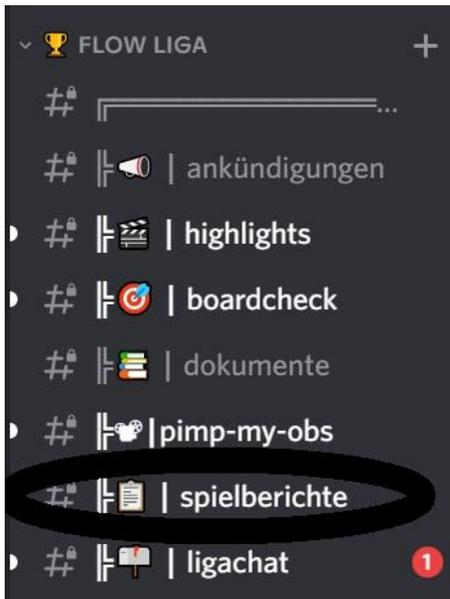 🏆 FLOW LIGA +
╔══════════════...
╠📣 | ankündigungen
╠🎬 | highlights
╠🎯 | boardcheck
╠📚 | dokumente
╠📽|pimp-my-obs
╠📋 | spielberichte
╠📬 | ligachat 1